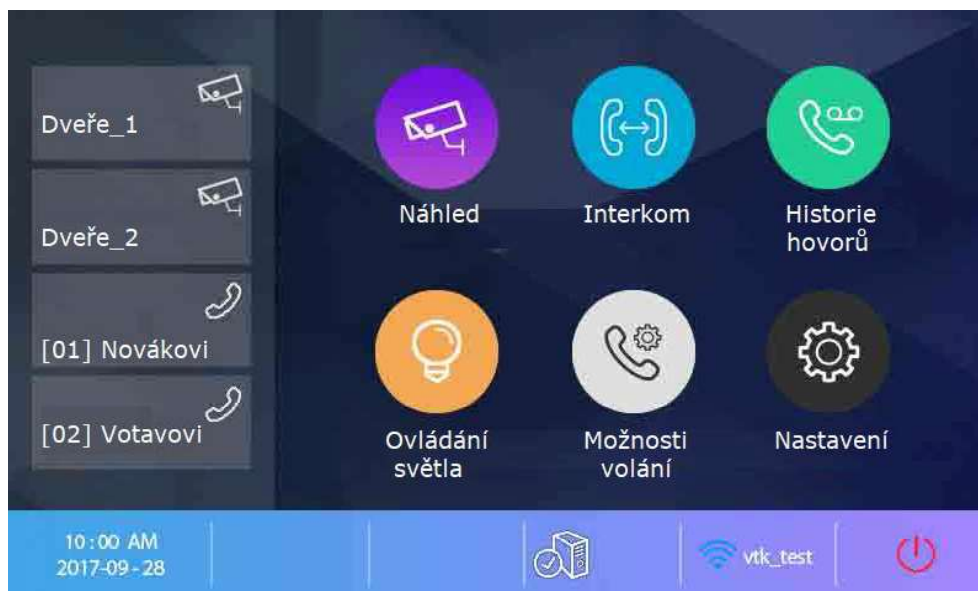 Dveře_1
Dveře_2
[01] Novákovi
[02] Votavovi
Náhled
Interkom
Historie
hovorů
Ovládání
světla
Možnosti
volání
Nastavení
10:00 AM
2017-09-28
vtk_test